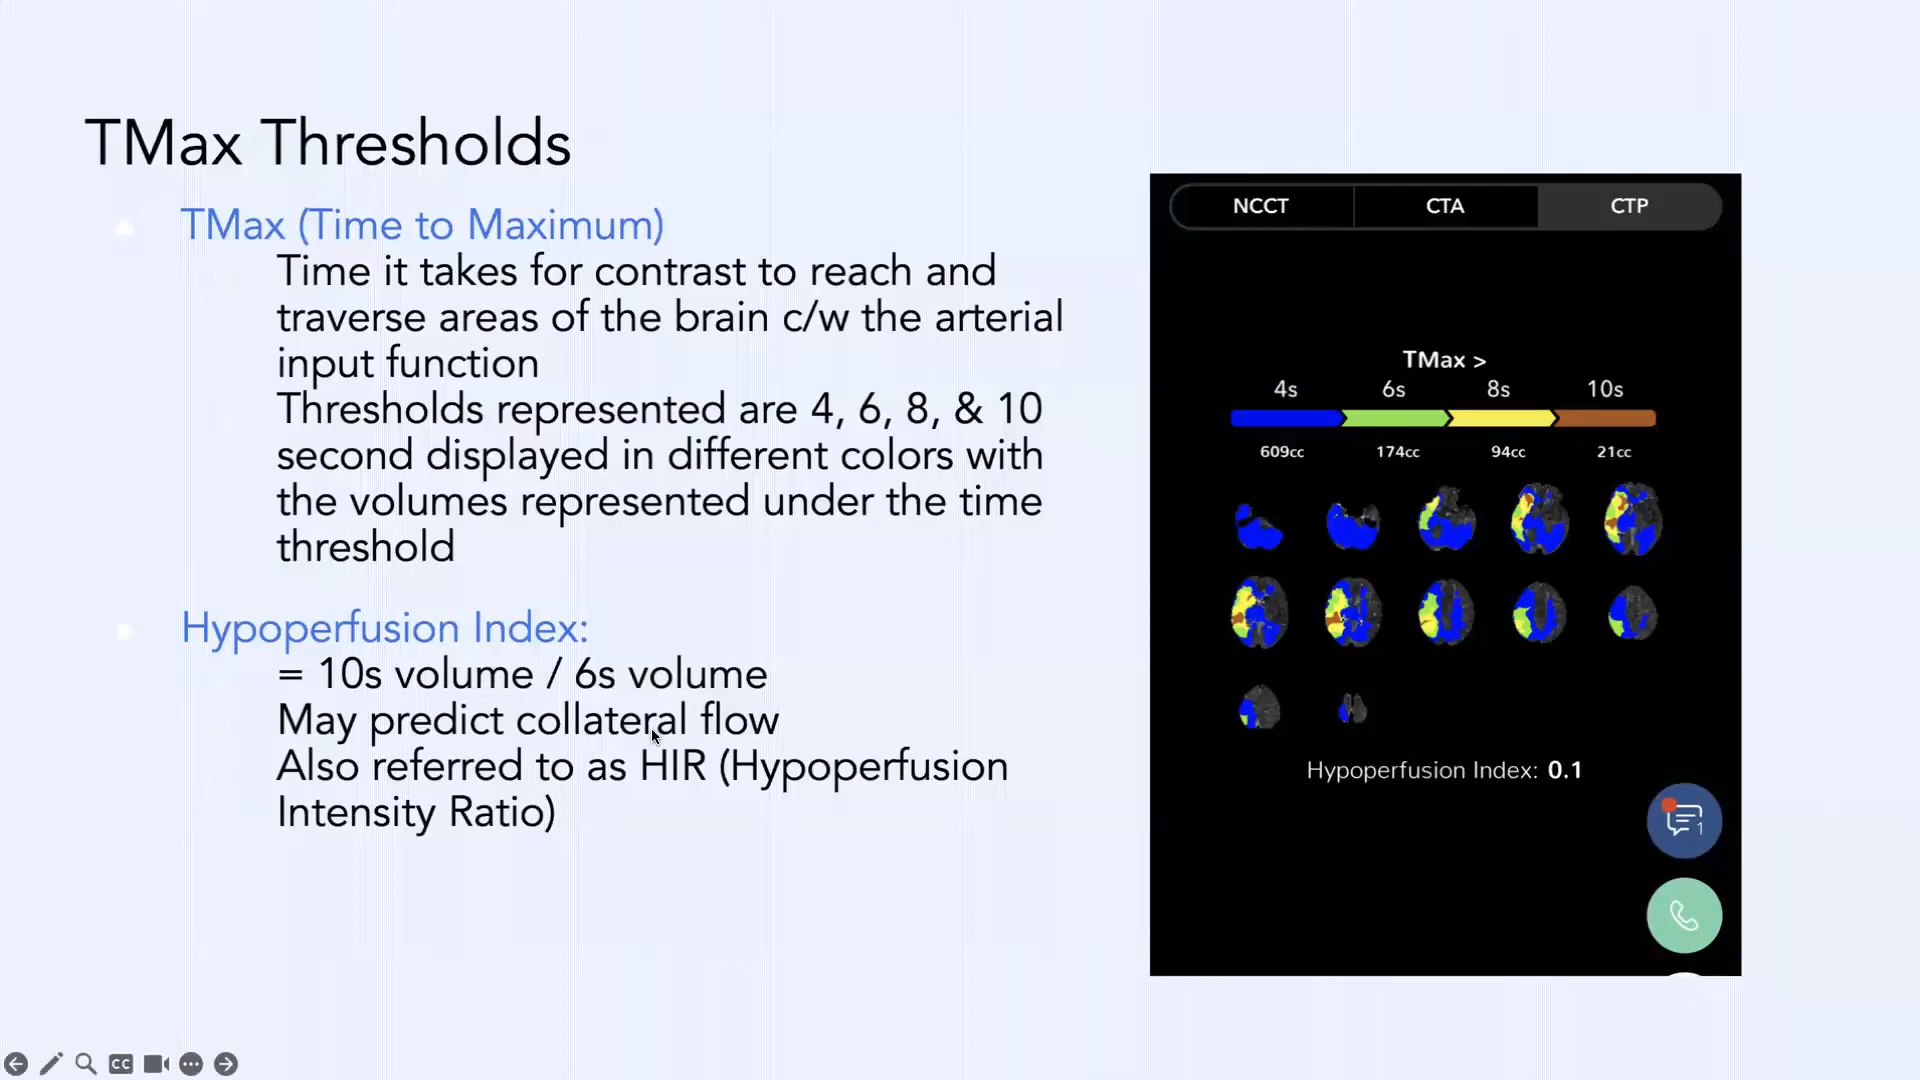 TMax Thresholds
TMax (Time to Maximum)
Time it takes for contrast to reach and
traverse areas of the brain c/w the arterial
input function
Thresholds represented are 4, 6, 8, & 10
second displayed in different colors with
the volumes represented under the time
threshold
Hypoperfusion Index:
= 10s volume / 6s volume
May predict collateral flow
Also referred to as HIR (Hypoperfusion
Intensity Ratio)
NCCT CTA CTP
TMax >
4s 6s 8s 10s
609cc 174cc 94cc 21cc
Hypoperfusion Index: 0.1
1
CC